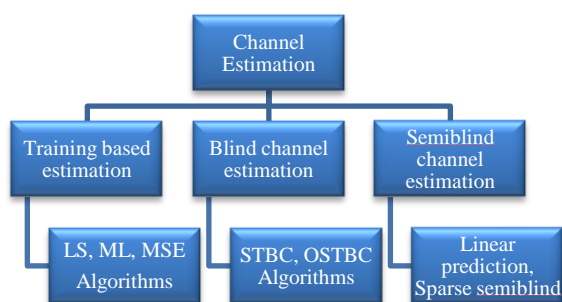 Channel
Estimation
Training based
estimation
Blind channel
estimation
Semiblind
channel
estimation
LS, ML, MSE
Algorithms
STBC, OSTBC
Algorithms
Linear
prediction,
Sparse semiblind